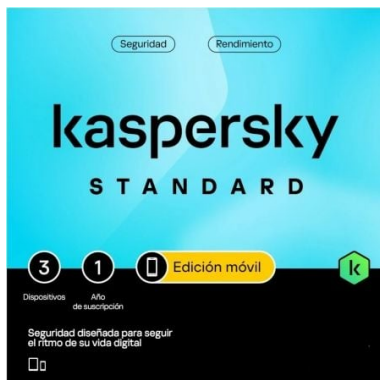 Seguridad
Rendimiento
kaspersky
STANDARD
3
1
Edición móvil
k
Dispositivos
Año
de suscripción
Seguridad diseñada para seguir
el ritmo de su vida digital